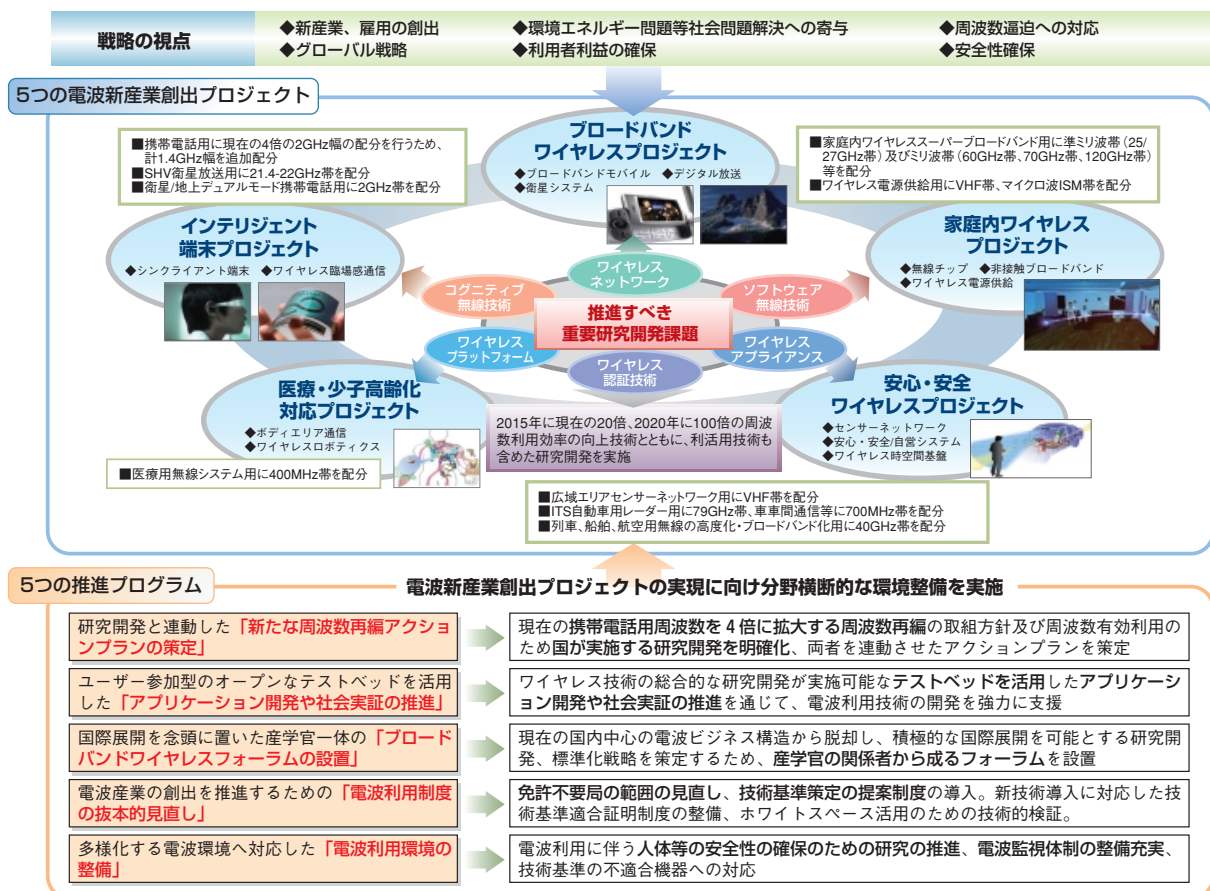 戦略の視点
◆新産業、雇用の創出
◆グローバル戦略
◆環境エネルギー問題等社会問題解決への寄与
◆利用者利益の確保
◆周波数逼迫への対応
◆安全性確保
5つの電波新産業創出プロジェクト
■携帯電話用に現在の4倍の2GHz幅の配分を行うため、
計1.4GHz幅を追加配分
■SHV衛星放送用に21.4-22GHz帯を配分
■衛星/地上デュアルモード携帯電話用に2GHz帯を配分
ブロードバンド
ワイヤレスプロジェクト
◆ブロードバンドモバイル ◆デジタル放送
◆衛星システム
■家庭内ワイヤレススーパーブロードバンド用に準ミリ波帯（25/
27GHz帯）及びミリ波帯（60GHz帯、70GHz帯、120GHz帯）
等を配分
■ワイヤレス電源供給用にVHF帯、マイクロ波ISM帯を配分
インテリジェント
端末プロジェクト
◆シンクライアント端末 ◆ワイヤレス臨場感通信
家庭内ワイヤレス
プロジェクト
◆無線チップ ◆非接触ブロードバンド
◆ワイヤレス電源供給
ワイヤレス
ネットワーク
コグニティブ
無線技術
ソフトウェア
無線技術
推進すべき
重要研究開発課題
ワイヤレス
プラットフォーム
ワイヤレス
認証技術
ワイヤレス
アプライアンス
医療・少子高齢化
対応プロジェクト
◆ボディエリア通信
◆ワイヤレスロボティクス
■医療用無線システム用に400MHz帯を配分
2015年に現在の20倍、2020年に100倍の周波
数利用効率の向上技術とともに、利活用技術も
含めた研究開発を実施
安心・安全
ワイヤレスプロジェクト
◆センサーネットワーク
◆安心・安全/自営システム
◆ワイヤレス時空間基盤
■広域エリアセンサーネットワーク用にVHF帯を配分
■ITS自動車用レーダー用に79GHz帯、車車間通信等に700MHz帯を配分
■列車、船舶、航空用無線の高度化・ブロードバンド化用に40GHz帯を配分
5つの推進プログラム
電波新産業創出プロジェクトの実現に向け分野横断的な環境整備を実施
研究開発と連動した「新たな周波数再編アクショ
ンプランの策定」
現在の携帯電話用周波数を4倍に拡大する周波数再編の取組方針及び周波数有効利用の
ため国が実施する研究開発を明確化、両者を連動させたアクションプランを策定
ユーザー参加型のオープンなテストベッドを活用
した「アプリケーション開発や社会実証の推進」
ワイヤレス技術の総合的な研究開発が実施可能なテストベッドを活用したアプリケーシ
ョン開発や社会実証の推進を通じて、電波利用技術の開発を強力に支援
国際展開を念頭に置いた産学官一体の「ブロード
バンドワイヤレスフォーラムの設置」
現在の国内中心の電波ビジネス構造から脱却し、積極的な国際展開を可能とする研究開
発、標準化戦略を策定するため、産学官の関係者から成るフォーラムを設置
電波産業の創出を推進するための「電波利用制度
の抜本的見直し」
免許不要局の範囲の見直し、技術基準策定の提案制度の導入。新技術導入に対応した技
術基準適合証明制度の整備、ホワイトスペース活用のための技術的検証。
多様化する電波環境へ対応した「電波利用環境の
整備」
電波利用に伴う人体等の安全性の確保のための研究の推進、電波監視体制の整備充実、
技術基準の不適合機器への対応